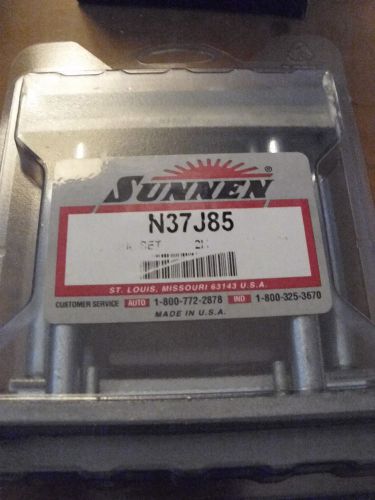 SUNNEN®
N37J85
SET
ST. LOUIS, MISSOURI 63143 U.S.A.
CUSTOMER SERVICE AUTO 1-800-772-2878 IND 1-800-325-3670
MADE IN U.S.A.